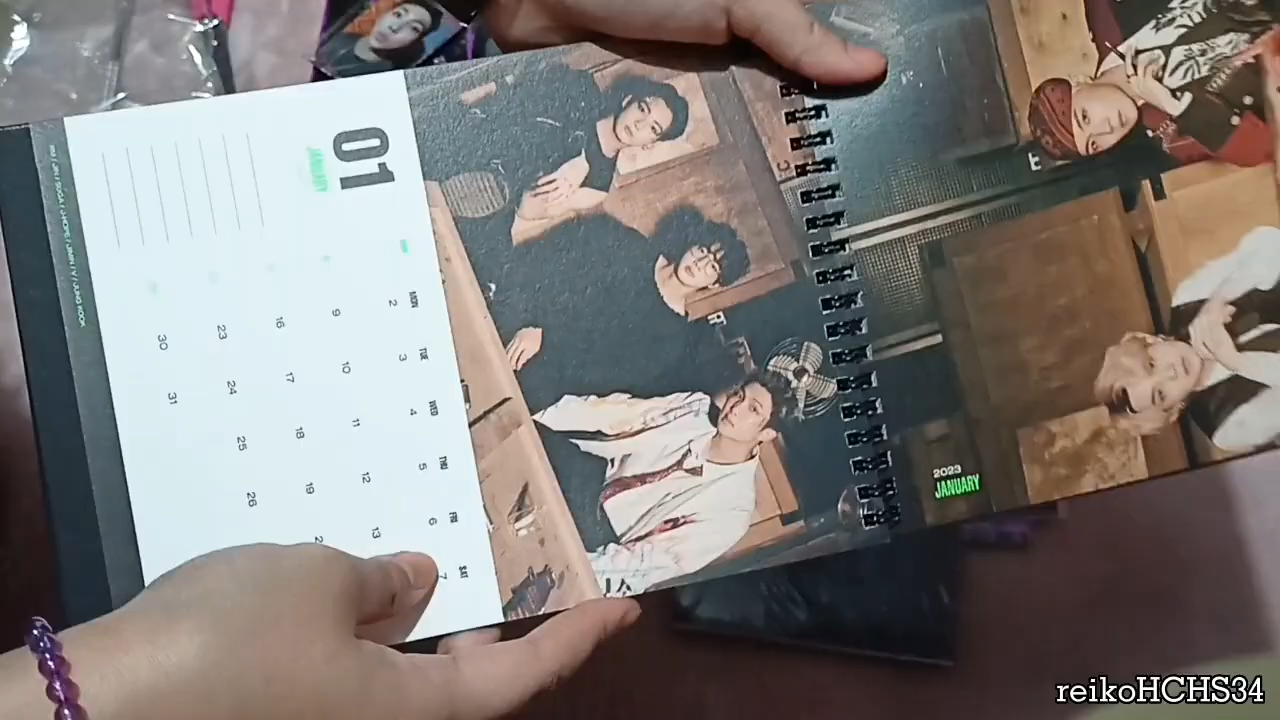 01
JANUARY
MON TUE WED THU FRI SAT
2 3 4 5 6 7
9 10 11 12 13
16 17 18 19
23 24 25 26
30 31
RM / JIN / SUGA / J-HOPE / JIMIN / V / JUNG KOOK
2023
JANUARY
reikoHCHS34